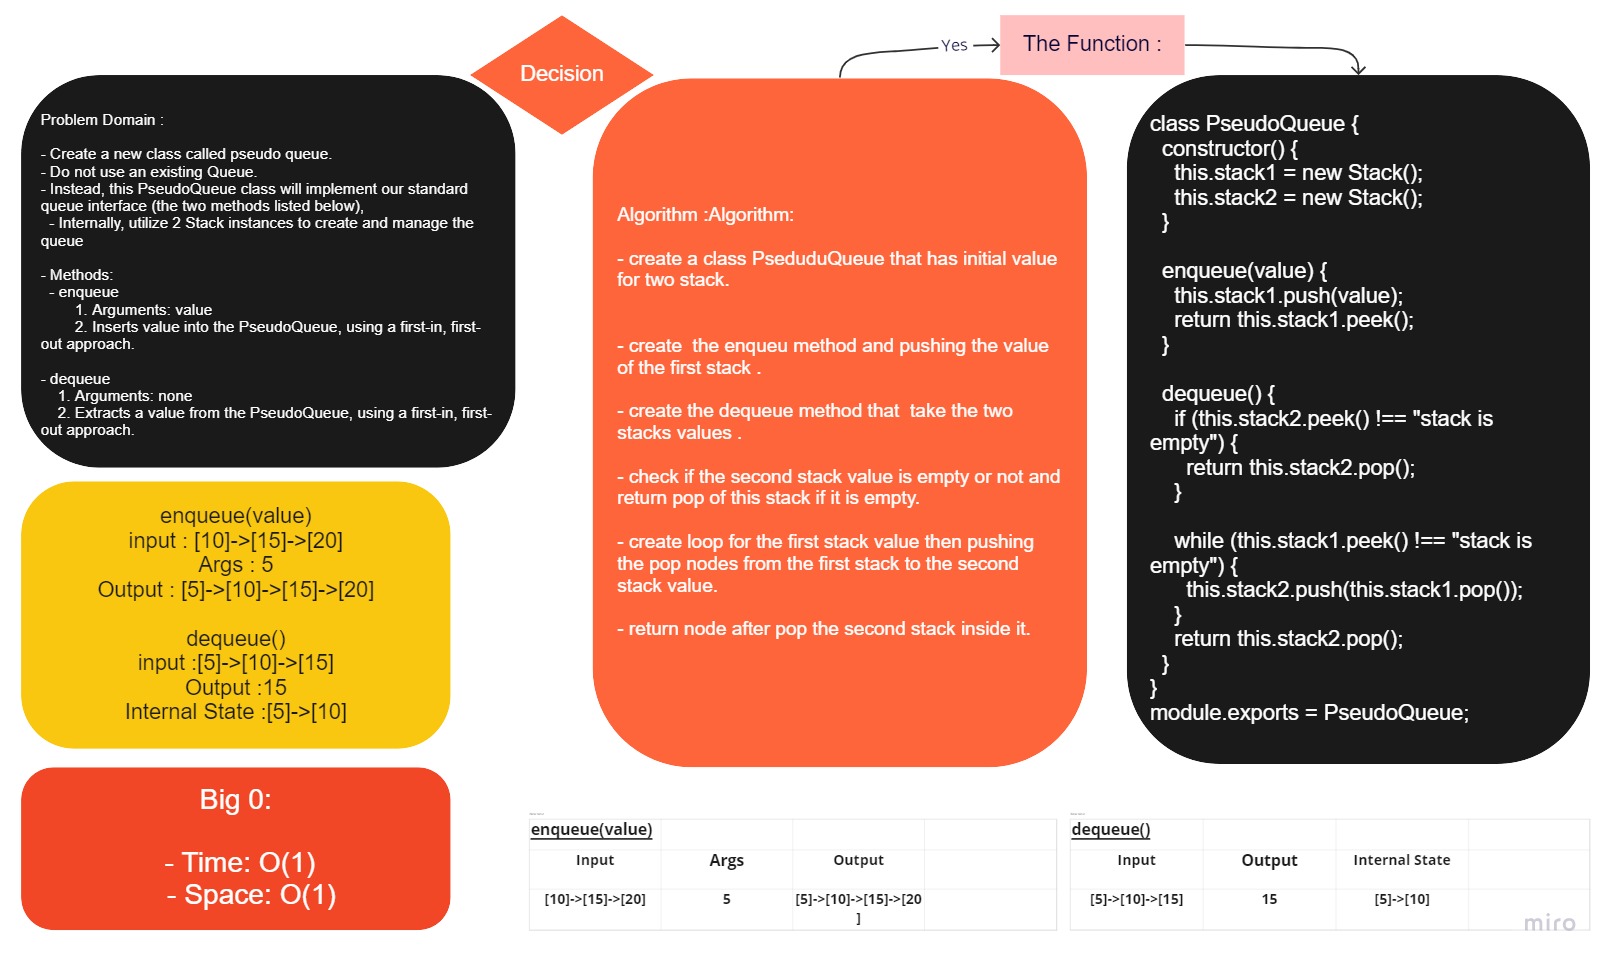 Decision
Yes
The Function :
Problem Domain :
- Create a new class called pseudo queue.
- Do not use an existing Queue.
- Instead, this PseudoQueue class will implement our standard
queue interface (the two methods listed below),
- Internally, utilize 2 Stack instances to create and manage the
queue
- Methods:
- enqueue
1. Arguments: value
2. Inserts value into the PseudoQueue, using a first-in, first-
out approach.
- dequeue
1. Arguments: none
2. Extracts a value from the PseudoQueue, using a first-in, first-
out approach.
enqueue(value)
input : [10]->[15]->[20]
Args : 5
Output : [5]->[10]->[15]->[20]
dequeue()
input :[5]->[10]->[15]
Output :15
Internal State :[5]->[10]
Big 0:
- Time: O(1)
- Space: O(1)
Algorithm :Algorithm:
- create a class PseduduQueue that has initial value
for two stack.
- create  the enqueu method and pushing the value
of the first stack .
- create the dequeue method that  take the two
stacks values .
- check if the second stack value is empty or not and
return pop of this stack if it is empty.
- create loop for the first stack value then pushing
the pop nodes from the first stack to the second
stack value.
- return node after pop the second stack inside it.
class PseudoQueue {
constructor() {
this.stack1 = new Stack();
this.stack2 = new Stack();
}
enqueue(value) {
this.stack1.push(value);
return this.stack1.peek();
}
dequeue() {
if (this.stack2.peek() !== "stack is
empty") {
return this.stack2.pop();
}
while (this.stack1.peek() !== "stack is
empty") {
this.stack2.push(this.stack1.pop());
}
return this.stack2.pop();
}
}
module.exports = PseudoQueue;
enqueue(value)
Input Args Output
[10]->[15]->[20] 5 [5]->[10]->[15]->[20
]
dequeue()
Input Output Internal State
[5]->[10]->[15] 15 [5]->[10]
miro